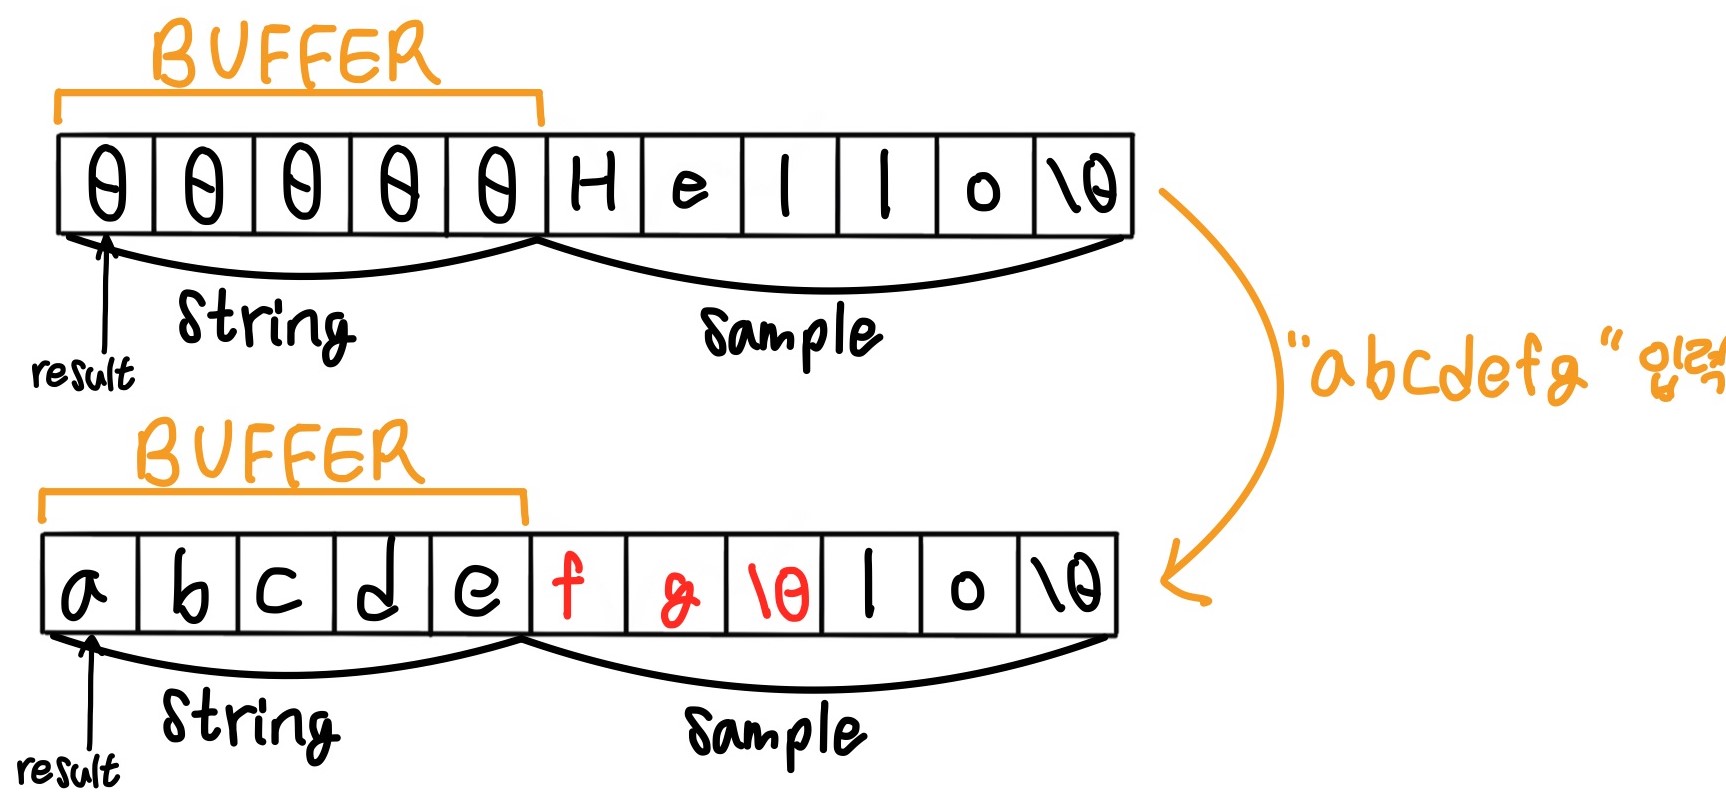 BUFFER
0 0 0 0 0 H e l l o \0
String
Sample
result
"abcdefg" 입력
BUFFER
a b c d e f g \0 l o \0
String
Sample
result